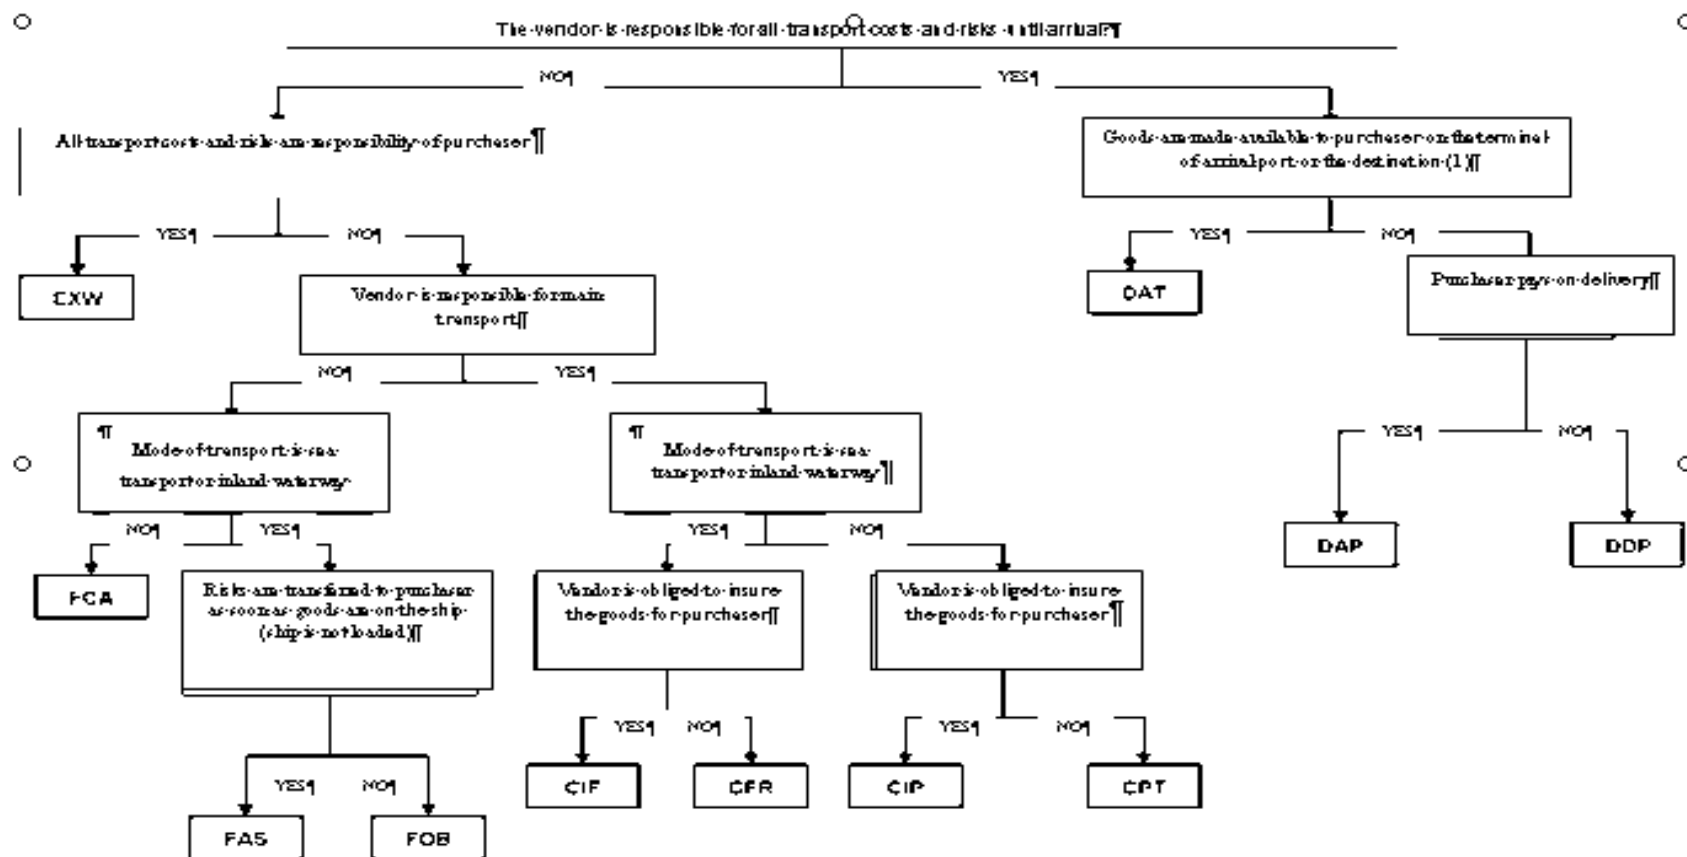 The·vendor·is·responsible·for·all·transport·costs·and·risks·until·arrival?¶
NO¶
YES¶
All·transport·costs·and·risks·are·responsibility·of·purchaser¶
Goods·are·made·available·to·purchaser·on·the·terminal·
of·arrival·port·or·the·destination·(1)¶
YES¶
NO¶
YES¶
NO¶
EXW
Vendor·is·responsible·for·main·
transport¶
DAT
Purchaser·pays·on·delivery¶
NO¶
YES¶
¶
Mode·of·transport·is·sea·
transport·or·inland·waterway·
¶
Mode·of·transport·is·sea·
transport·or·inland·waterway¶
YES¶
NO¶
NO¶
YES¶
YES¶
NO¶
DAP
DDP
FCA
Risks·are·transferred·to·purchaser·
as·soon·as·goods·are·on·the·ship·
(ship·is·not·loaded)¶
Vendor·is·obliged·to·insure·
the·goods·for·purchaser¶
Vendor·is·obliged·to·insure·
the·goods·for·purchaser¶
YES¶
NO¶
YES¶
NO¶
CIF
CFR
CIP
CPT
YES¶
NO¶
FAS
FOB